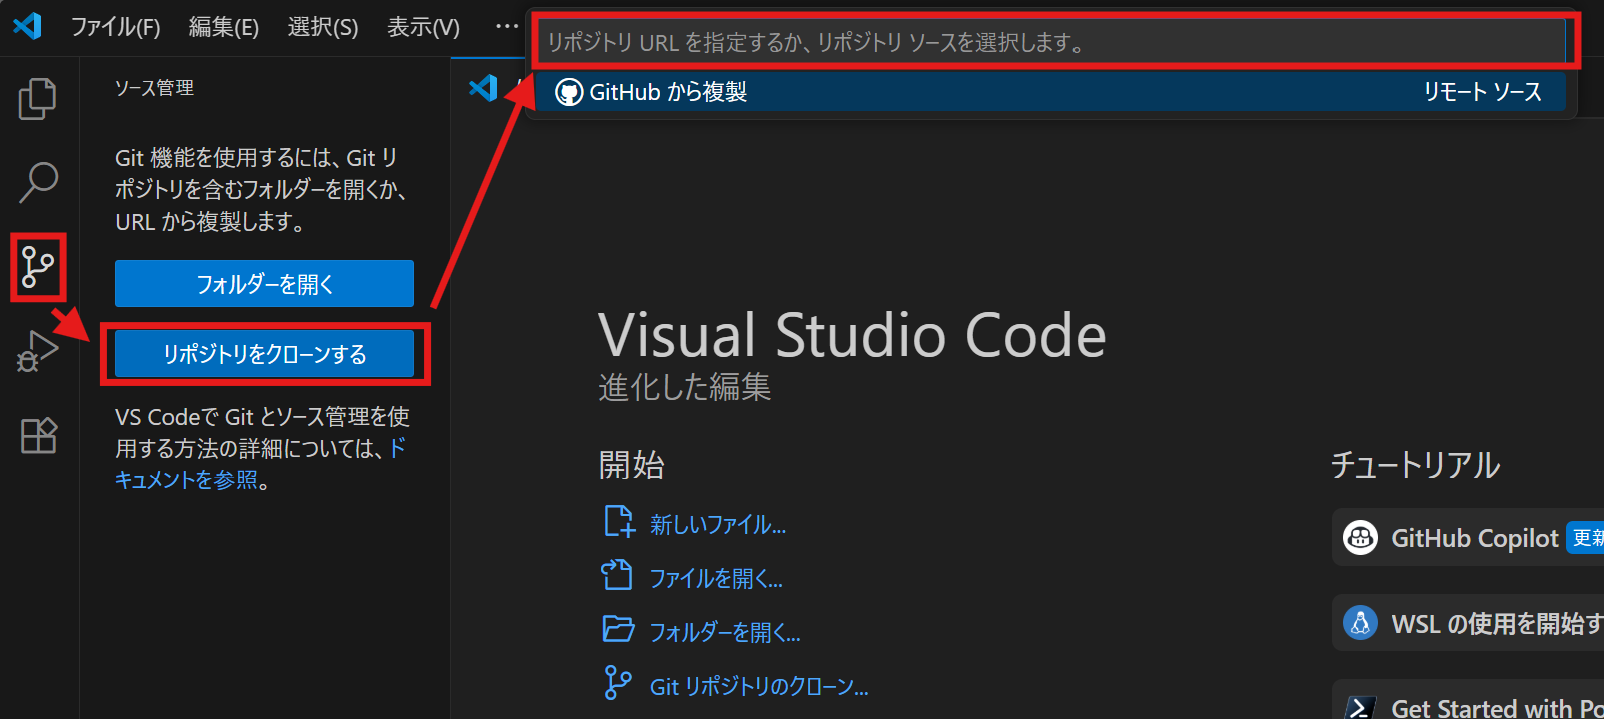 ファイル(F) 編集(E) 選択(S) 表示(V) …
リポジトリ URL を指定するか、リポジトリ ソースを選択します。
GitHub から複製 リモート ソース
ソース管理
Git 機能を使用するには、Git リ
ポジトリを含むフォルダーを開くか、
URL から複製します。
フォルダーを開く
リポジトリをクローンする
VS Codeで Git とソース管理を使
用する方法の詳細については、ド
キュメントを参照。
Visual Studio Code
進化した編集
開始
新しいファイル...
ファイルを開く...
フォルダーを開く...
Git リポジトリのクローン...
チュートリアル
GitHub Copilot 更新
WSL の使用を開始す
Get Started with Po